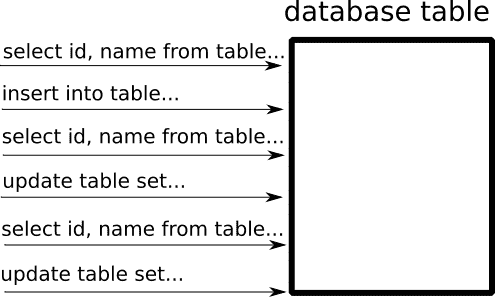 database table
select id, name from table...
insert into table...
select id, name from table...
update table set...
select id, name from table...
update table set...